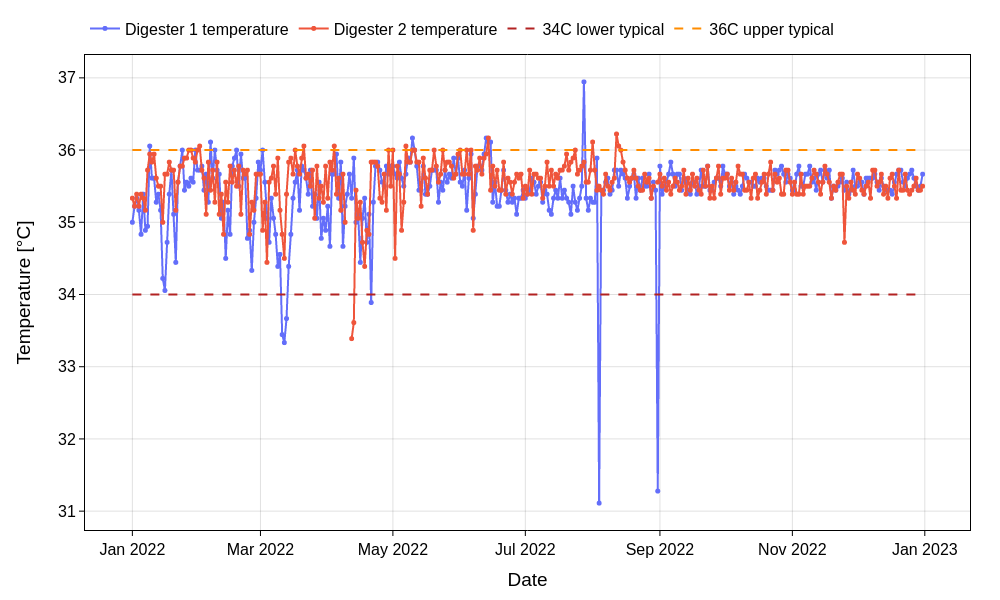 Digester 1 temperature Digester 2 temperature 34C lower typical 36C upper typical
37
36
35
34
33
32
31
Temperature [°C]
Jan 2022 Mar 2022 May 2022 Jul 2022 Sep 2022 Nov 2022 Jan 2023
Date